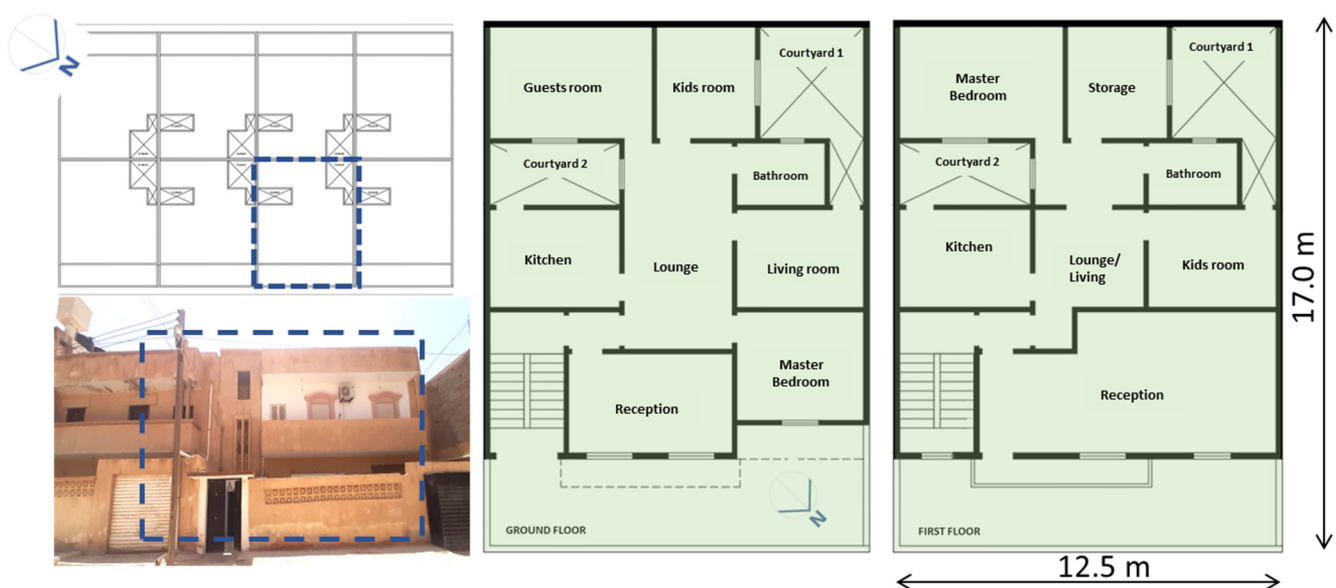 N
Guests room
Kids room
Courtyard 1
Courtyard 2
Bathroom
Kitchen
Lounge
Living room
Master
Bedroom
Reception
GROUND FLOOR
N
Master
Bedroom
Storage
Courtyard 1
Courtyard 2
Bathroom
Kitchen
Lounge/
Living
Kids room
Reception
FIRST FLOOR
17.0 m
12.5 m